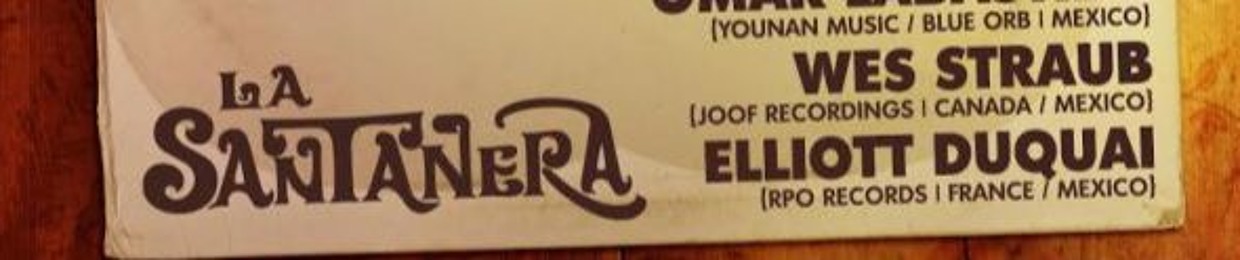 (YOUNAN MUSIC / BLUE ORB | MEXICO)
WES STRAUB
(JOOF RECORDINGS | CANADA / MEXICO)
ELLIOTT DUQUAI
(RPO RECORDS | FRANCE / MEXICO)
LA
SANTANERA